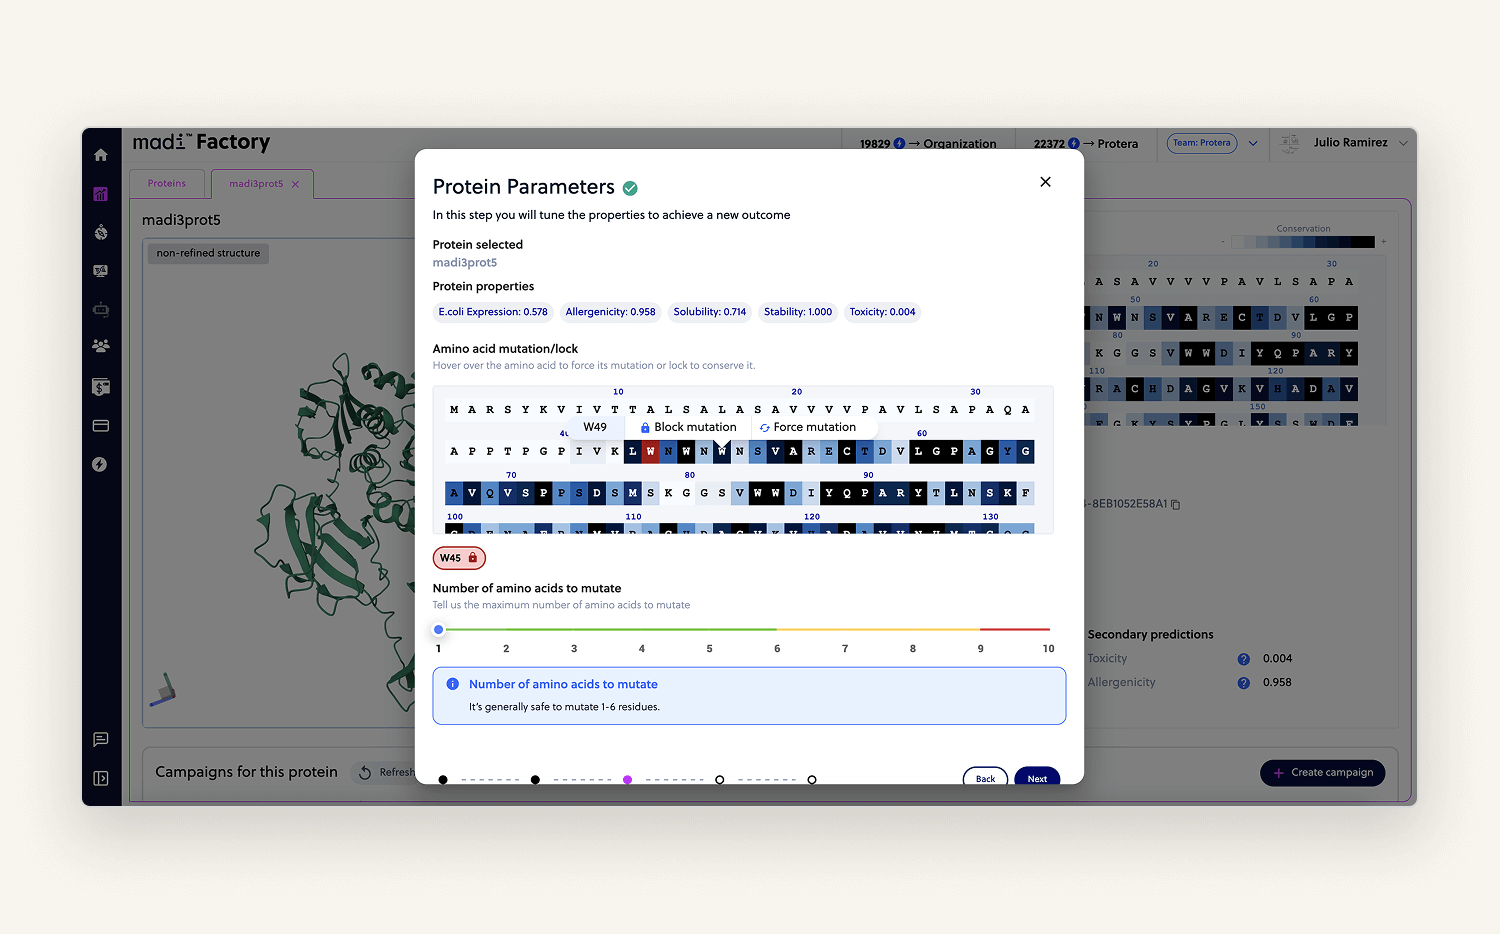 madi™ Factory
19829 → Organization
22372 → Protera
Team: Protera
Julio Ramirez
Proteins
madi3prot5
madi3prot5
non-refined structure
Protein Parameters
In this step you will tune the properties to achieve a new outcome
Protein selected
madi3prot5
Protein properties
E.coli Expression: 0.578
Allergenicity: 0.958
Solubility: 0.714
Stability: 1.000
Toxicity: 0.004
Amino acid mutation/lock
Hover over the amino acid to force its mutation or lock to conserve it.
10 20 30
M A R S Y K V I V T T A L S A L A S A V V V V P A V L S A P A Q A
W49 Block mutation Force mutation
60
A P P T P G P I V K L W N W N W N S V A R E C T D V L G P A G Y G
70 80 90
A V Q V S P P S D S M S K G G S V W W D I Y Q P A R Y T L N S K F
100 110 120 130
W45
Number of amino acids to mutate
Tell us the maximum number of amino acids to mutate
1 2 3 4 5 6 7 8 9 10
Number of amino acids to mutate
It's generally safe to mutate 1-6 residues.
Back
Next
Conservation
- +
20 30
A S A V V V V P A V L S A P A
50 60
N W N S V A R E C T D V L G P
80 90
K G G S V W W D I Y Q P A R Y
110 120
R A C H D A G V K V H A D A V
150
-8EB1052E58A1
Secondary predictions
Toxicity 0.004
Allergenicity 0.958
Campaigns for this protein
Refresh
+ Create campaign